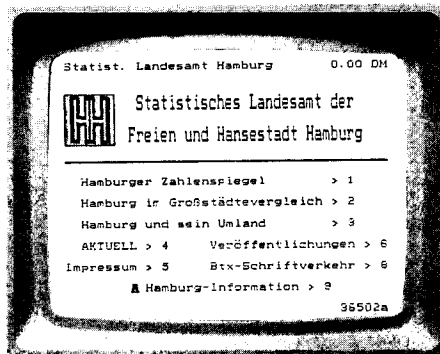 Statist. Landesamt Hamburg 0.00 DM
Statistisches Landesamt der
Freien und Hansestadt Hamburg
Hamburger Zahlenspiegel > 1
Hamburg im Großstädtevergleich > 2
Hamburg und sein Umland > 3
AKTUELL > 4 Veröffentlichungen > 6
Impressum > 5 Btx-Schriftverkehr > 8
Hamburg-Information > 9
36502a